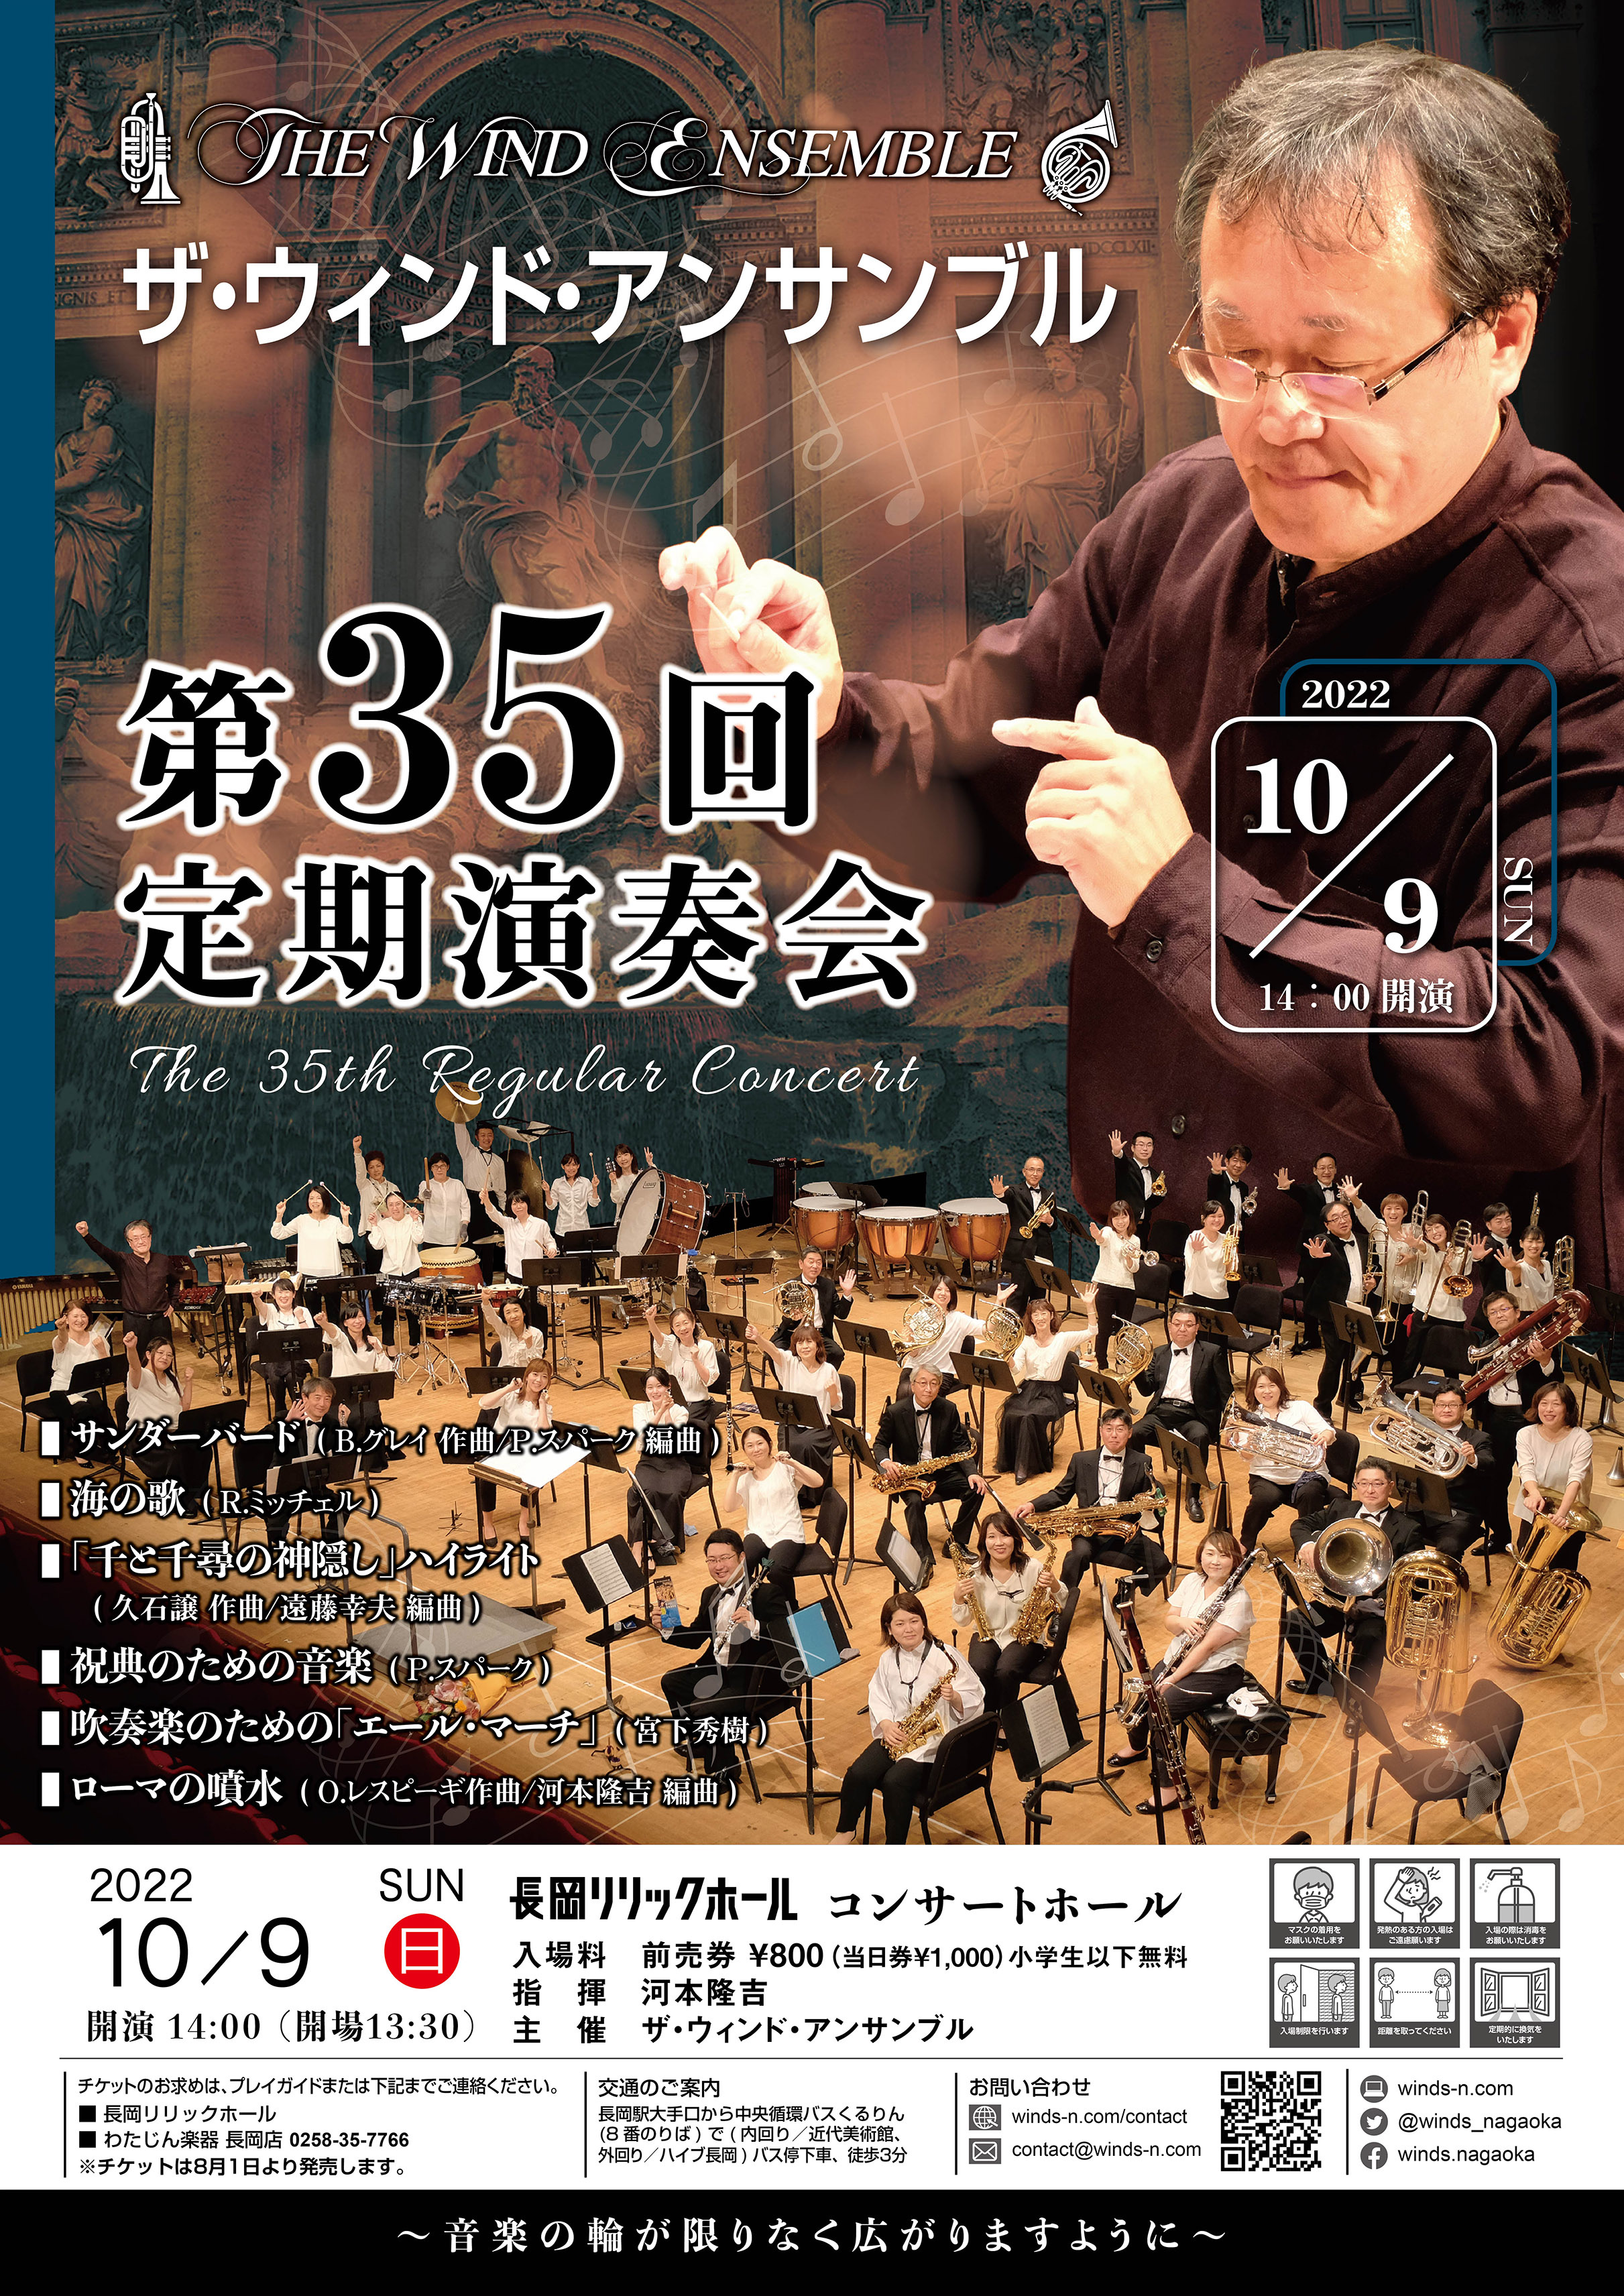 THE WIND ENSEMBLE
ザ・ウィンド・アンサンブル
第35回
定期演奏会
The 35th Regular Concert
2022
10/9
SUN
14：00 開演
サンダーバード ( B.グレイ 作曲/P.スパーク 編曲 )
海の歌 ( R.ミッチェル )
「千と千尋の神隠し」ハイライト
( 久石譲 作曲/遠藤幸夫 編曲 )
祝典のための音楽 ( P.スパーク )
吹奏楽のための「エール・マーチ」 ( 宮下秀樹 )
ローマの噴水 ( O.レスピーギ作曲/河本隆吉 編曲 )
2022 SUN
10/9 日
開演 14:00（開場13:30）
長岡リリックホール コンサートホール
入場料 前売券 ¥800（当日券¥1,000）小学生以下無料
指 揮 河本隆吉
主 催 ザ・ウィンド・アンサンブル
マスクの着用を
お願いいたします
発熱のある方の入場は
ご遠慮願います
入場の際は消毒を
お願いいたします
入場制限を行います
距離を取ってください
定期的に換気を
いたします
チケットのお求めは、プレイガイドまたは下記までご連絡ください。
■ 長岡リリックホール
■ わたじん楽器 長岡店 0258-35-7766
※チケットは8月1日より発売します。
交通のご案内
長岡駅大手口から中央循環バスくるりん
(8 番のりば ) で ( 内回り／近代美術館、
外回り／ハイブ長岡 ) バス停下車、徒歩3分
お問い合わせ
winds-n.com/contact
contact@winds-n.com
winds-n.com
@winds_nagaoka
winds.nagaoka
～音楽の輪が限りなく広がりますように～